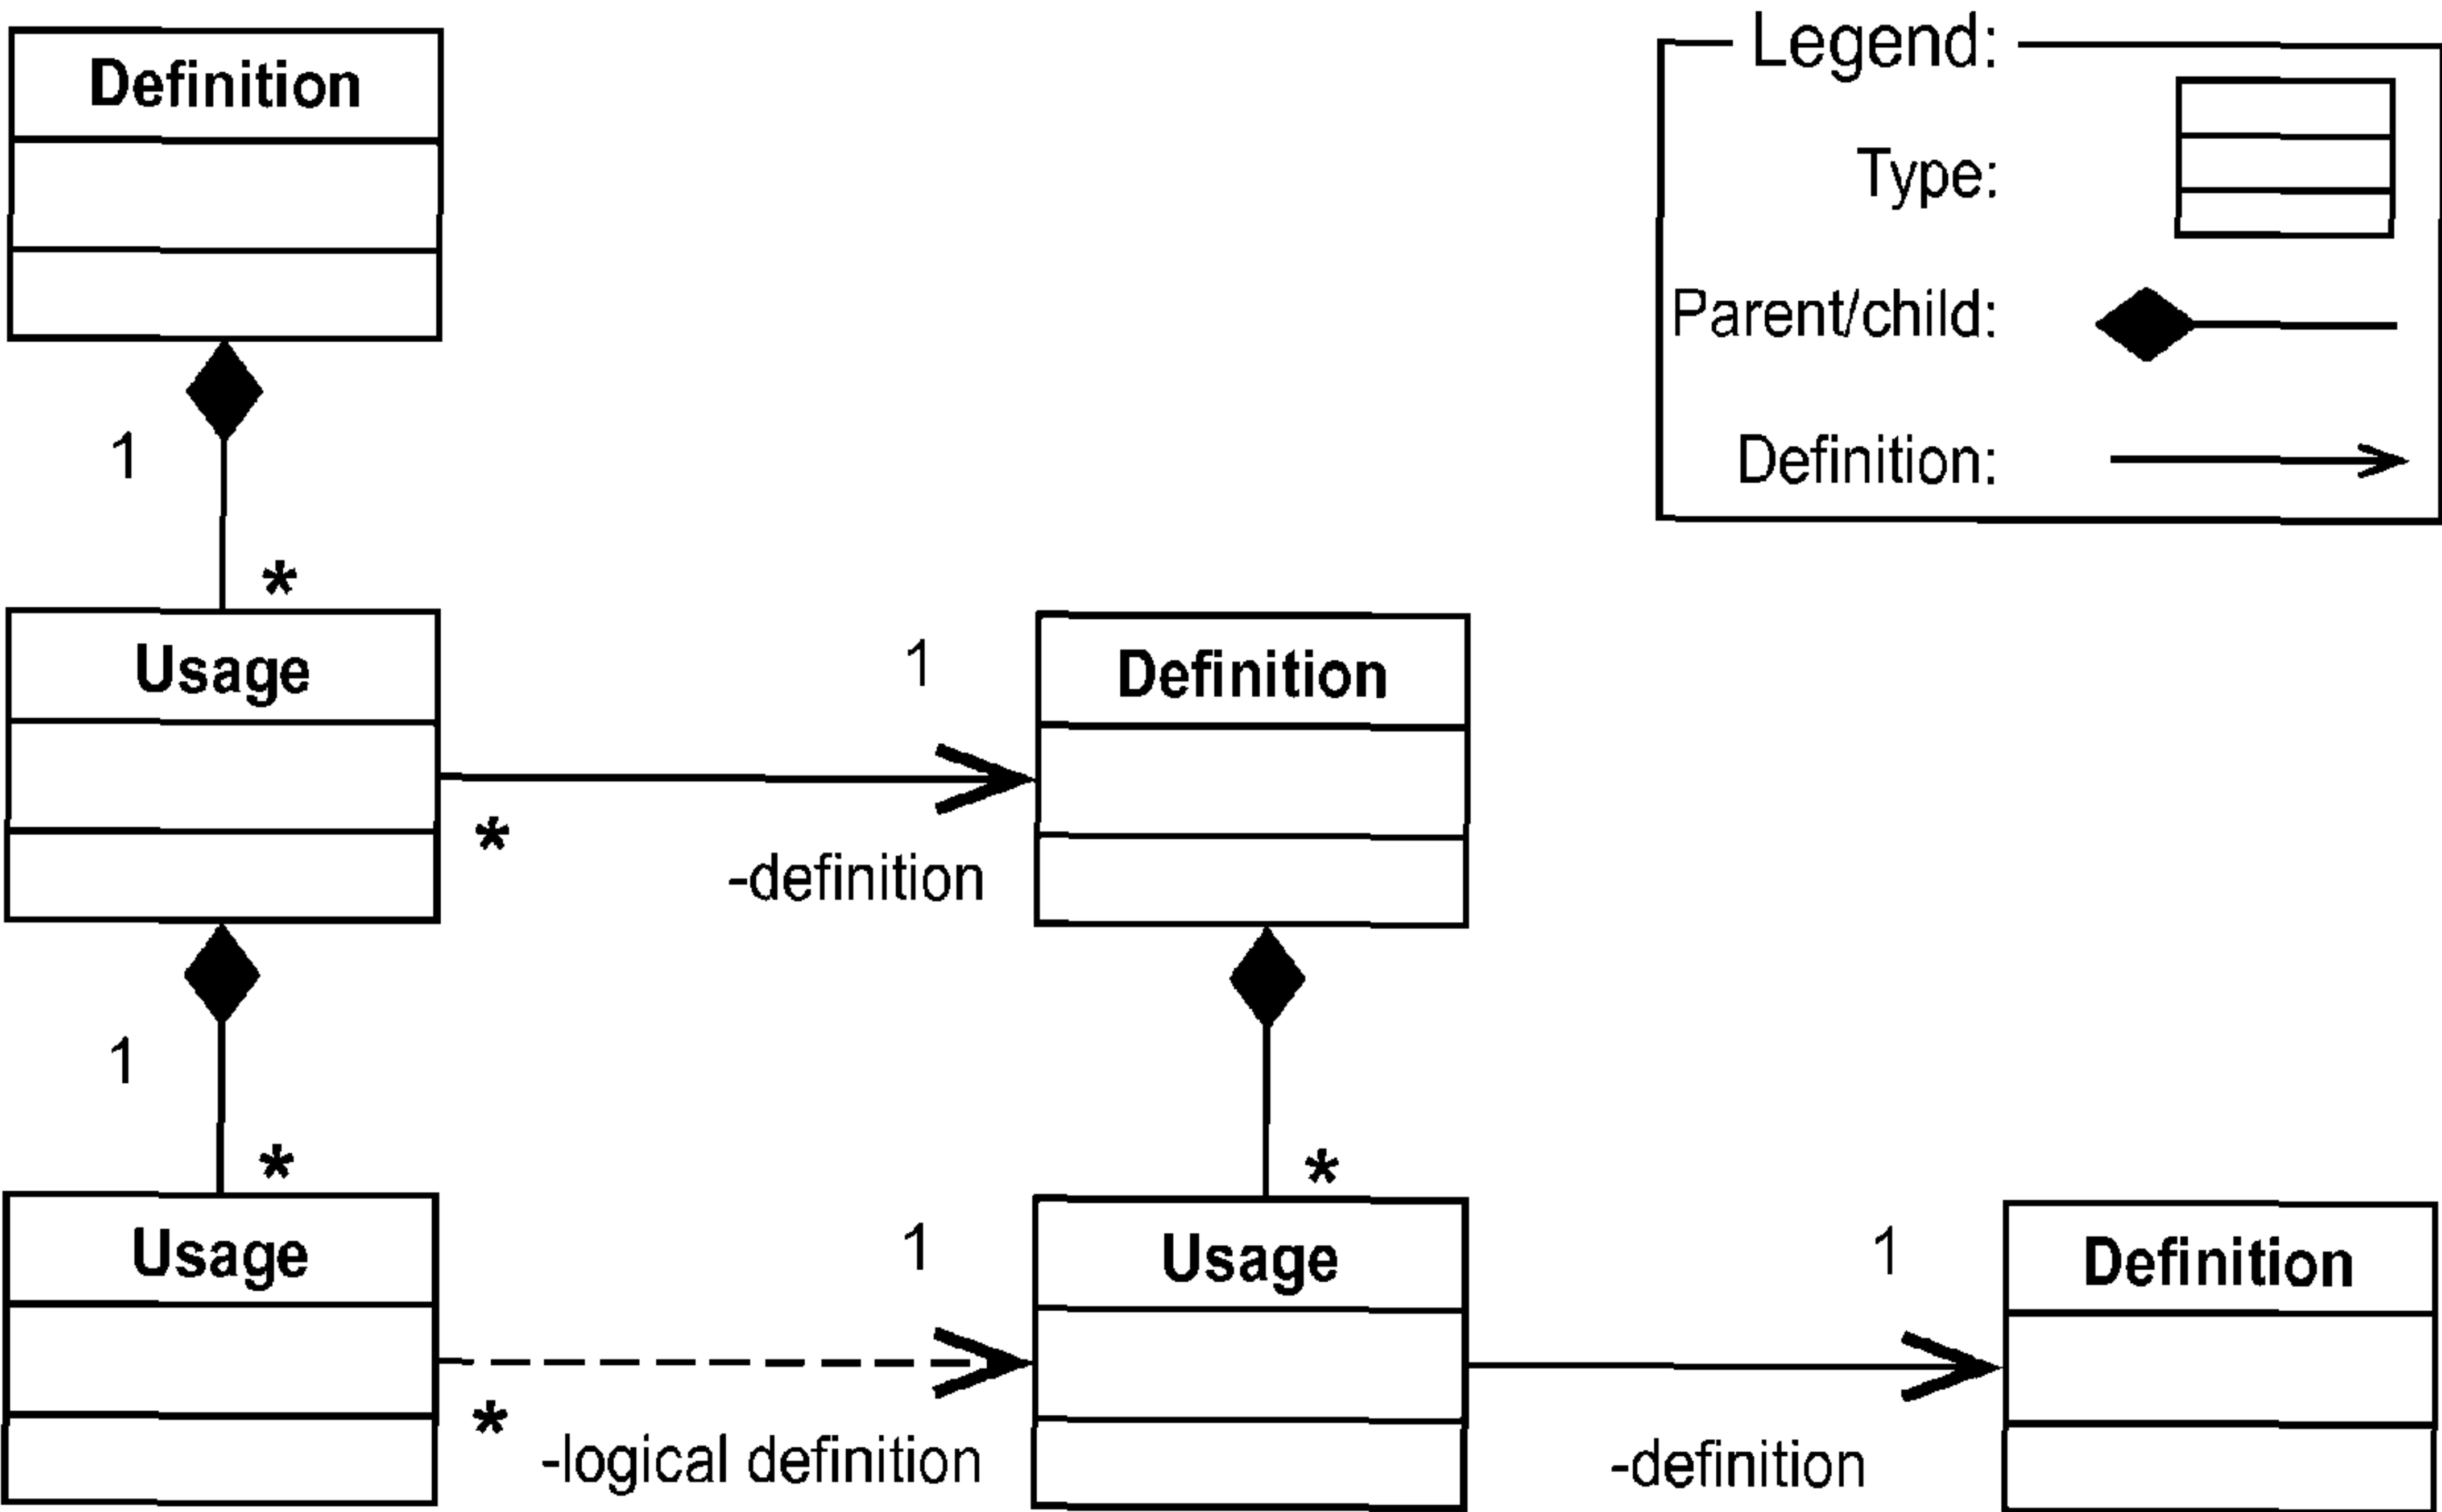 Definition
Legend:
Type:
Parent/child:
Definition:
1
*
Usage
1
Definition
*
-definition
1
*
*
Usage
1
Usage
1
Definition
*
-logical definition
-definition